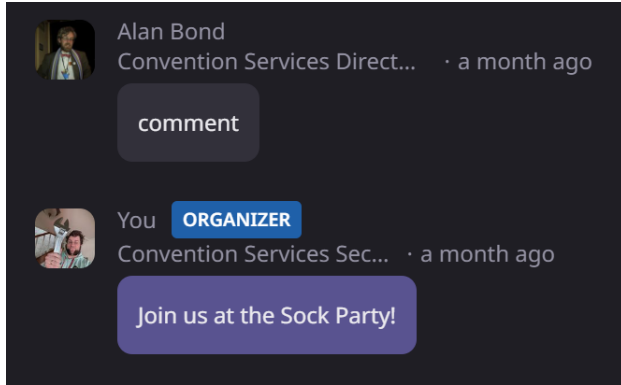 Alan Bond
Convention Services Direct... · a month ago
comment
You ORGANIZER
Convention Services Sec... · a month ago
Join us at the Sock Party!